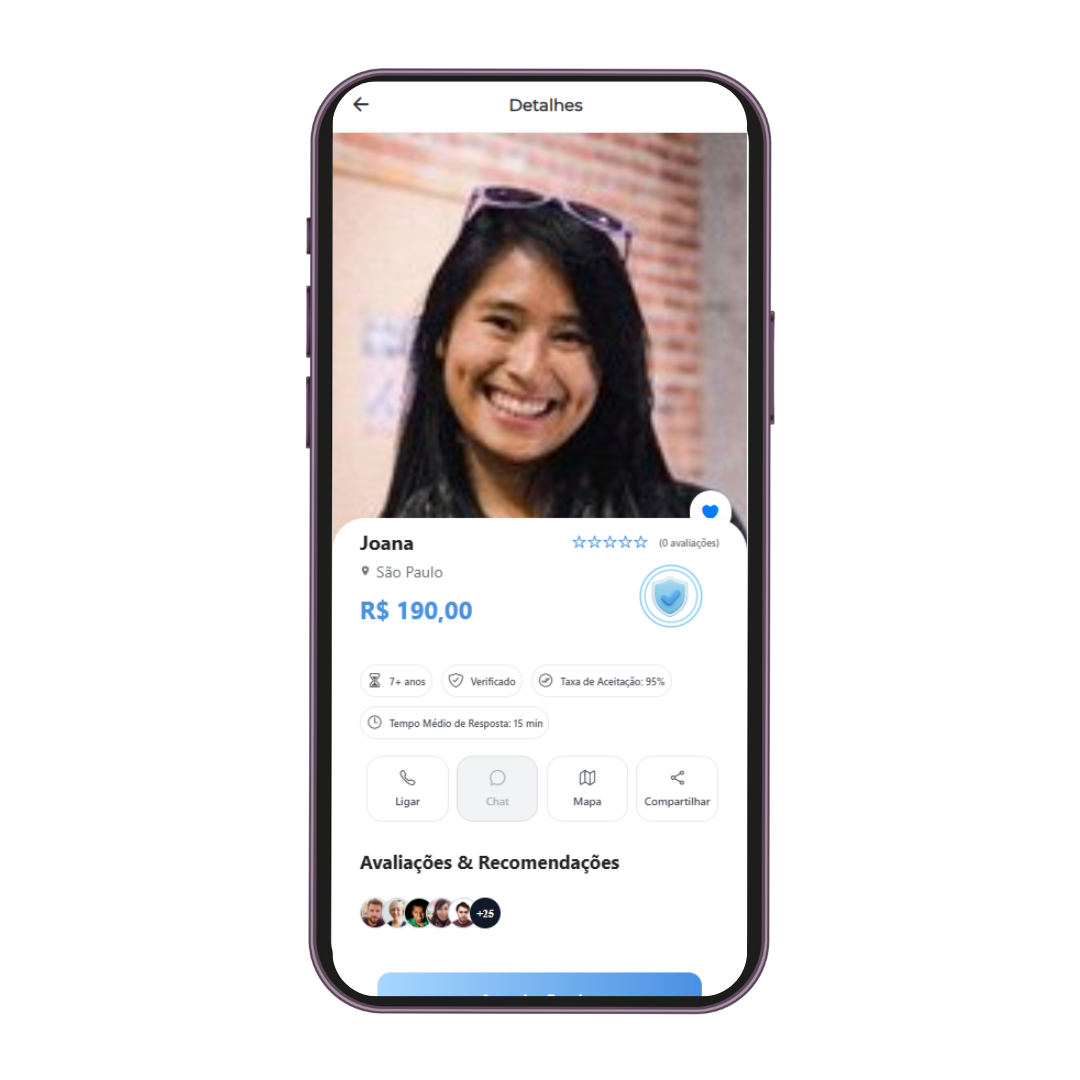 Detalhes
Joana
(0 avaliações)
São Paulo
R$ 190,00
7+ anos
Verificado
Taxa de Aceitação: 95%
Tempo Médio de Resposta: 15 min
Ligar
Chat
Mapa
Compartilhar
Avaliações & Recomendações
+25